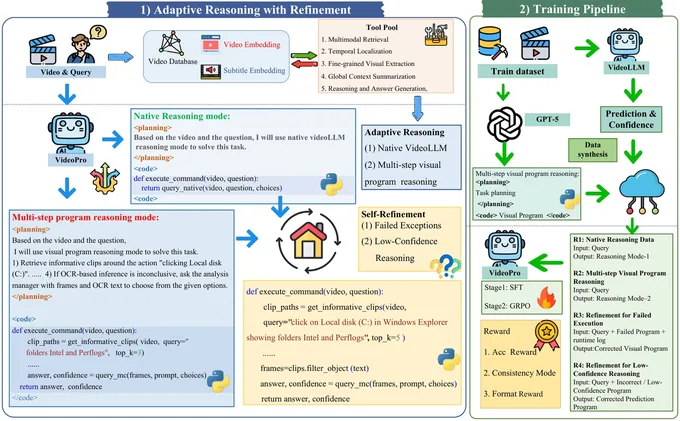 1) Adaptive Reasoning with Refinement
Video & Query
Video Database
Video Embedding
Subtitle Embedding
Tool Pool
1. Multimodal Retrieval
2. Temporal Localization
3. Fine-grained Visual Extraction
4. Global Context Summarization
5. Reasoning and Answer Generation,
AI
VideoPro
Native Reasoning mode:
<planning>
Based on the video and the question, I will use native videoLLM
reasoning mode to solve this task.
</planning>
<code>
def execute_command(video, question):
return query_native(video, question, choices)
<code>
Adaptive Reasoning
(1) Native VideoLLM
(2) Multi-step visual
program reasoning
Multi-step program reasoning mode:
<planning>
Based on the video and the question,
I will use visual program reasoning mode to solve this task.
1) Retrieve informative clips around the action "clicking Local disk
(C:)". ..... 4) If OCR-based inference is inconclusive, ask the analysis
manager with frames and OCR text to choose from the given options.
</planning>
<code>
def execute_command(video, question):
clip_paths = get_informative_clips( video, query="
folders Intel and Perflogs", top_k=3)
......
answer, confidence = query_mc(frames, prompt, choices)
return answer, confidence
</code>
Self-Refinement
(1) Failed Exceptions
(2) Low-Confidence
Reasoning
def execute_command(video, question):
clip_paths = get_informative_clips(video,
query="click on Local disk (C:) in Windows Explorer
showing folders Intel and Perflogs", top_k=5 )
......
frames=clips.filter_object (text)
answer, confidence = query_mc(frames, prompt, choices)
return answer, confidence
2) Training Pipeline
Train dataset
VideoLLM
GPT-5
Prediction &
Confidence
Data
synthesis
Multi-step visual program reasoning:
<planning>
Task planning
</planning>
<code> Visual Program </code>
VideoPro
Stage1: SFT
Stage2: GRPO
Reward
1. Acc Reward
2. Consistency Mode
3. Format Reward
R1: Native Reasoning Data
Input: Query
Output: Reasoning Mode-1
R2: Multi-step Visual Program
Reasoning
Input: Query
Output: Reasoning Mode-2
R3: Refinement for Failed
Execution
Input: Query + Failed Program +
runtime log
Output:Corrected Visual Program
R4: Refinement for Low-
Confidence Reasoning
Input: Query + Incorrect / Low-
Confidence Program
Output: Corrected Prediction
Program